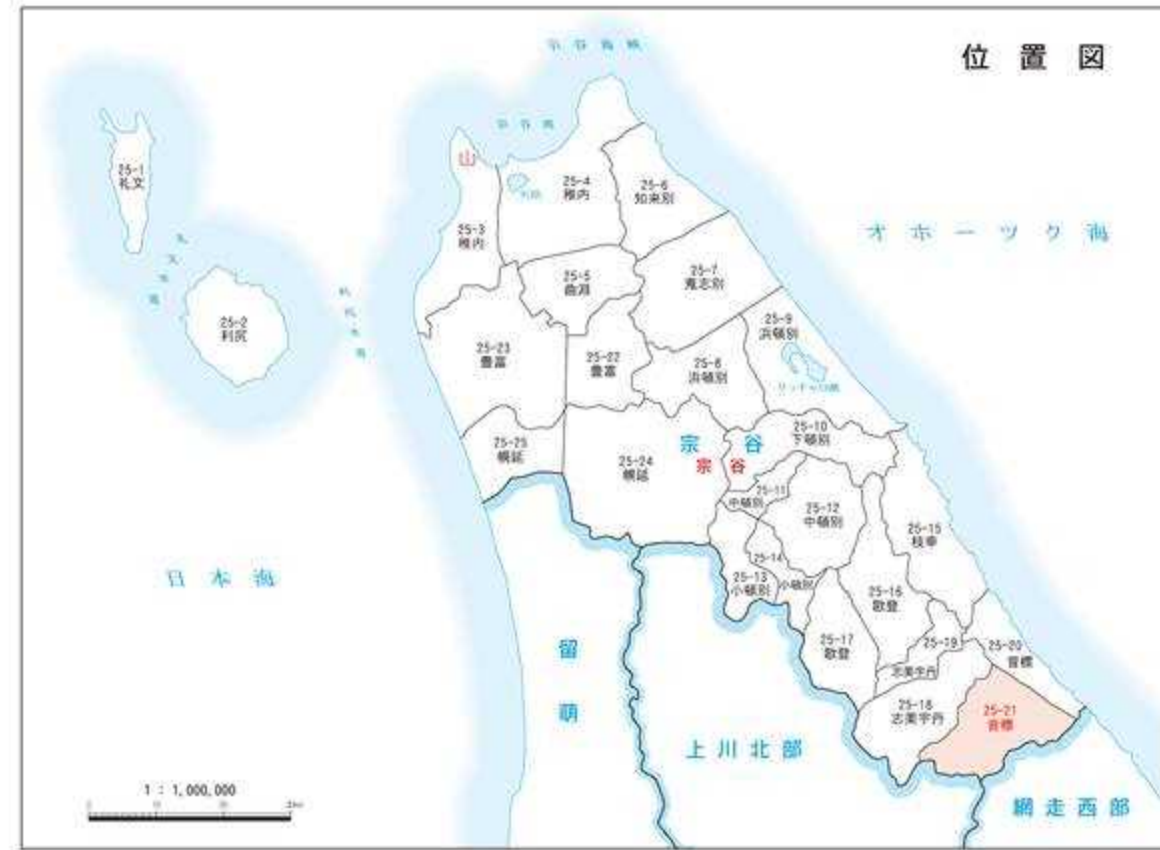 位置図
宗谷海峡
宗谷湾
オホーツク海
日本海
山
25-1
礼文
25-2
利尻
25-3
稚内
25-4
稚内
25-5
曲淵
25-6
知来別
25-7
鬼志別
25-8
浜頓別
25-9
浜頓別
25-10
下頓別
25-11
中頓別
25-12
中頓別
25-13
小頓別
25-14
小頓別
25-15
枝幸
25-16
歌登
25-17
歌登
25-18
志美宇丹
25-19
志美宇丹
25-20
音標
25-21
音標
25-22
豊富
25-23
豊富
25-24
幌延
25-25
幌延
宗谷
宗谷
留萌
上川北部
網走西部
1 : 1,000,000